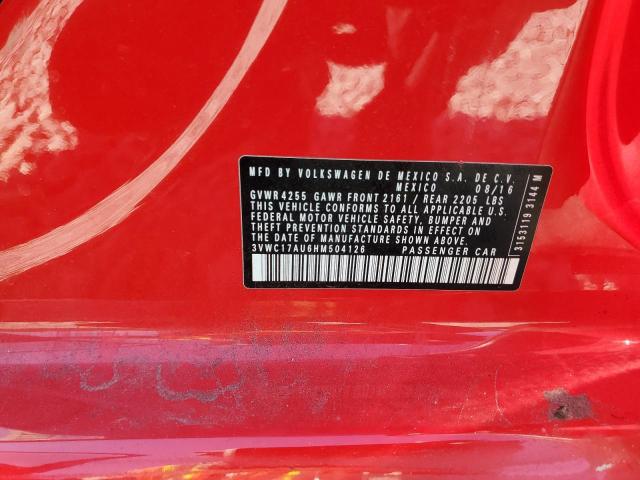 MFD BY VOLKSWAGEN DE MEXICO S.A. DE C.V.
MEXICO 08/16
GVWR4255 GAWR FRONT 2161 / REAR 2205 LBS
THIS VEHICLE CONFORMS TO ALL APPLICABLE U.S.
FEDERAL MOTOR VEHICLE SAFETY, BUMPER AND
THEFT PREVENTION STANDARDS IN EFFECT ON
THE DATE OF MANUFACTURE SHOWN ABOVE.
3VWC17AU6HM504126 PASSENGER CAR
3153119 3144 M